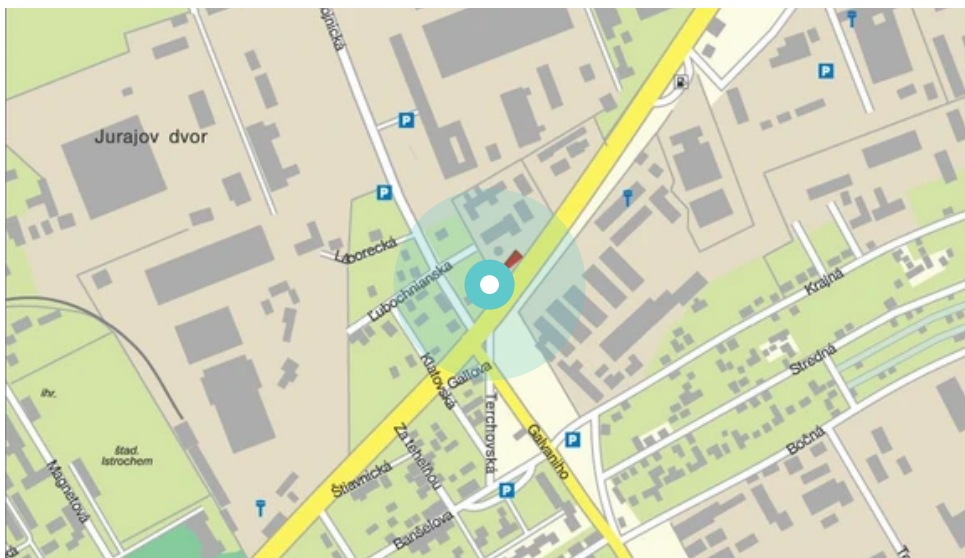 ojnická
P
P
Jurajov dvor
P
Laborecká
Ľubochnianska
Klatovská
Gallova
Terchovská
Galvaniho
Za tehelňou
Štiavnická
Banšelova
P
P
Krajná
Stredná
Bočná
ihr.
štad.
Istrochem
Magnetová